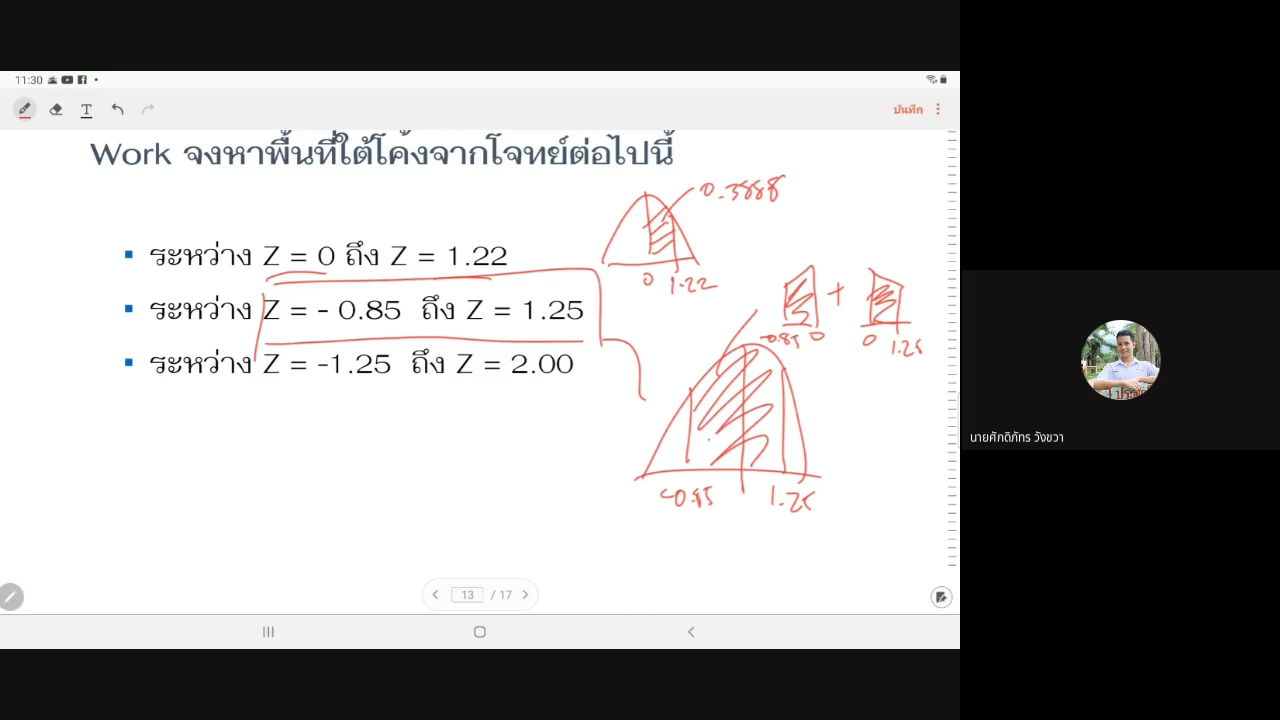 11:30
บันทึก
Work จงหาพื้นที่ใต้โค้งจากโจทย์ต่อไปนี้
0.3888
▪ ระหว่าง Z = 0 ถึง Z = 1.22
0 1.22
+
▪ ระหว่าง Z = - 0.85 ถึง Z = 1.25
-0.85 0 0 1.25
▪ ระหว่าง Z = -1.25 ถึง Z = 2.00
-0.85 1.25
13 / 17
นายศักดิภัทร วังขวา